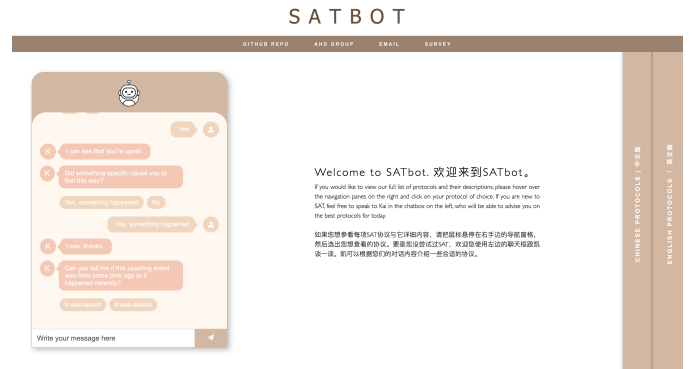 SATBOT
GITHUB REPO
AHD GROUP
EMAIL
SURVEY
Yes
K
I can see that you're upset.
K
Did something specific cause you to
feel this way?
Yes, something happened
No
Yes, something happened
K
I see, thanks.
K
Can you tell me if this upsetting event
was from some time ago or it
happened recently?
It was recent
It was distant
Write your message here
Welcome to SATbot. 欢迎来到SATbot。
If you would like to view our full list of protocols and their descriptions, please hover over
the navigation panes on the right and click on your protocol of choice. If you are new to
SAT, feel free to speak to Kai in the chatbot on the left, who will be able to advise you on
the best protocols for today.
如果您想参看每项SAT协议与它详细内容，请把鼠标悬停在右手边的导航窗格，
然后选出您想查看的协议。更是您没尝试过SAT，欢迎您使用左边的聊天框跟凯
谈一谈。凯可以根据您们的对话内容介绍一些合适的协议。
CHINESE PROTOCOLS | 中文版
ENGLISH PROTOCOLS | 英文版